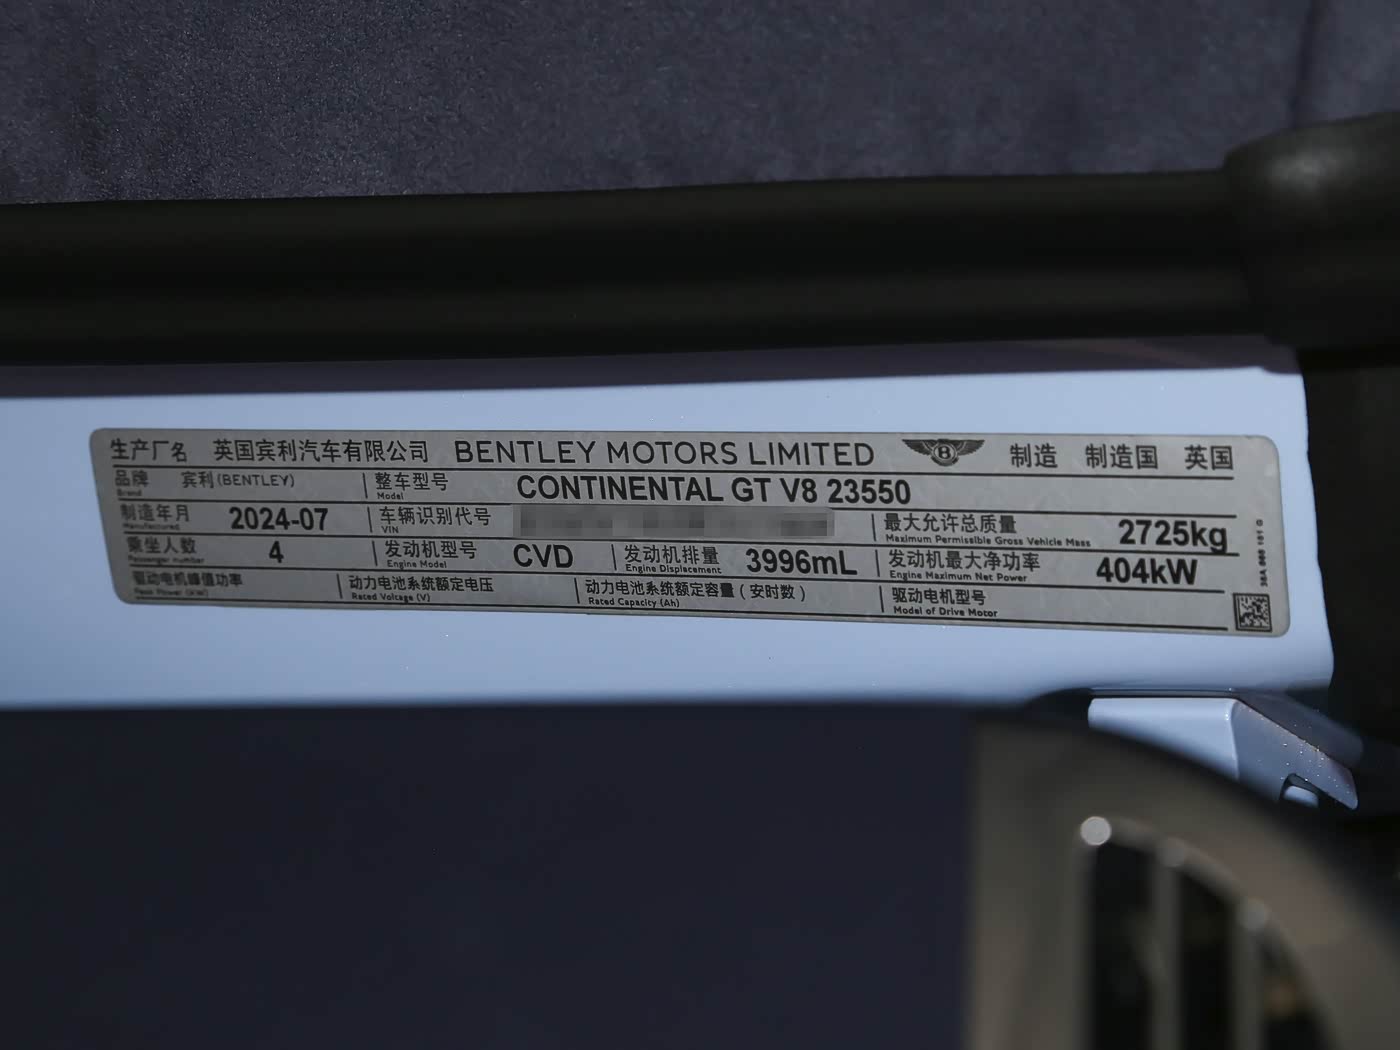 生产厂名 英国宾利汽车有限公司 BENTLEY MOTORS LIMITED B 制造 制造国 英国
品牌 Brand 宾利(BENTLEY) 整车型号 Model CONTINENTAL GT V8 23550
制造年月 Manufactured 2024-07 车辆识别代号 VIN 最大允许总质量 Maximum Permissible Gross Vehicle Mass 2725kg
乘坐人数 Passenger number 4 发动机型号 Engine Model CVD 发动机排量 Engine Displacement 3996mL 发动机最大净功率 Engine Maximum Net Power 404kW
驱动电机峰值功率 Peak Power (KW) 动力电池系统额定电压 Rated Voltage (V) 动力电池系统额定容量(安时数) Rated Capacity (Ah) 驱动电机型号 Model of Drive Motor